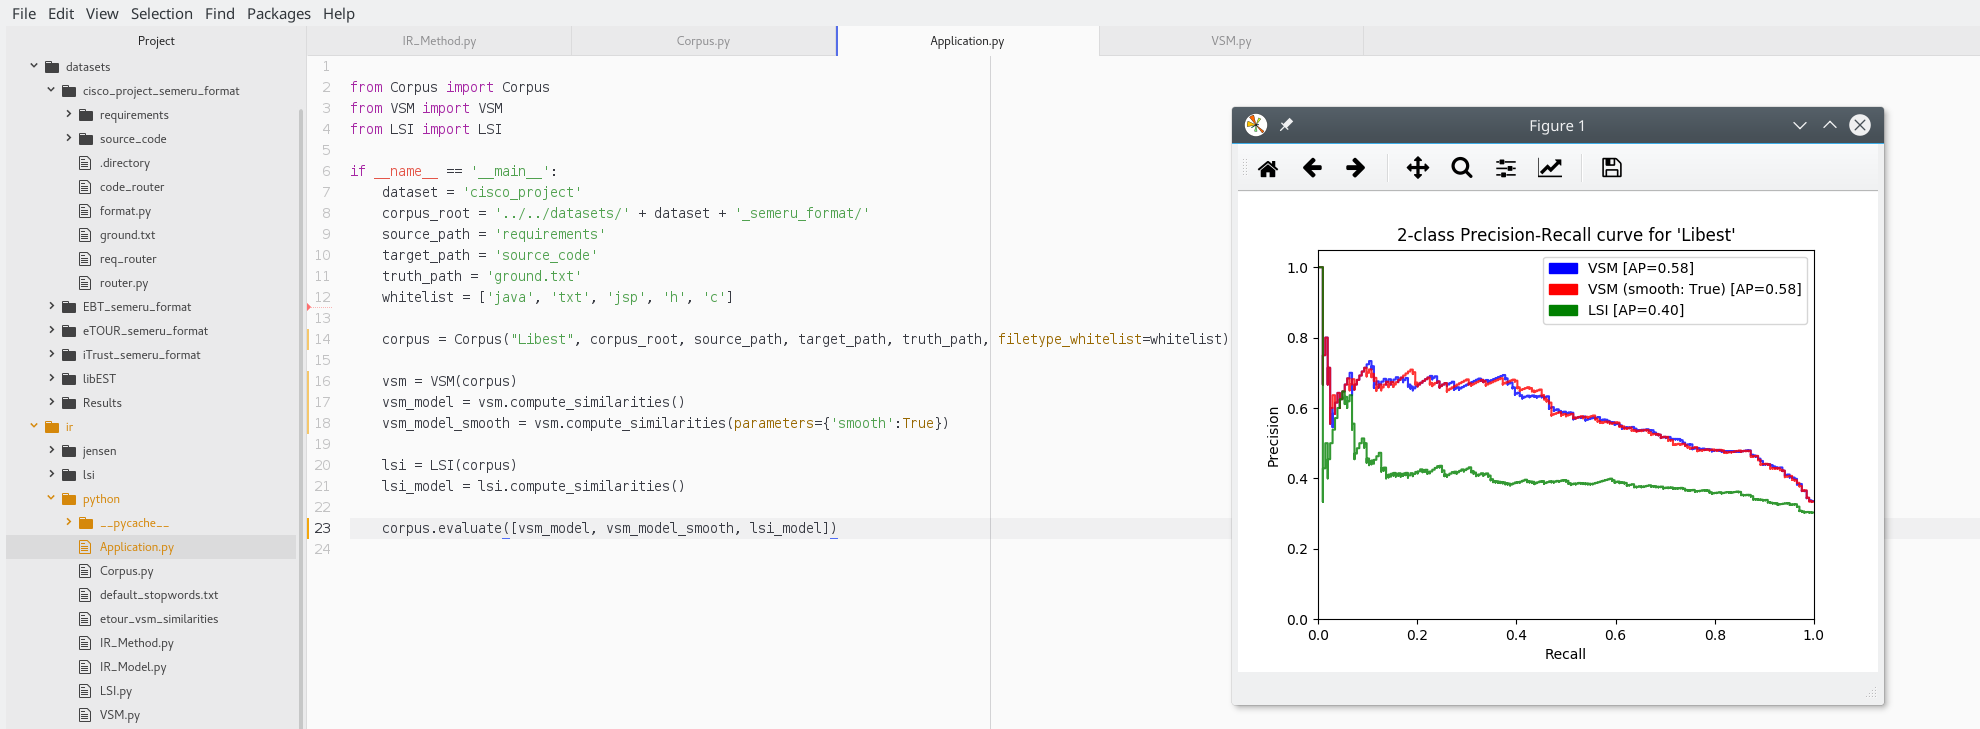 File Edit View Selection Find Packages Help
Project
datasets
cisco_project_semeru_format
requirements
source_code
.directory
code_router
format.py
ground.txt
req_router
router.py
EBT_semeru_format
eTOUR_semeru_format
iTrust_semeru_format
libEST
Results
ir
jensen
lsi
python
__pycache__
Application.py
Corpus.py
default_stopwords.txt
etour_vsm_similarities
IR_Method.py
IR_Model.py
LSI.py
VSM.py
IR_Method.py Corpus.py Application.py VSM.py
1
2 from Corpus import Corpus
3 from VSM import VSM
4 from LSI import LSI
5
6 if __name__ == '__main__':
7 dataset = 'cisco_project'
8 corpus_root = '../../datasets/' + dataset + '_semeru_format/'
9 source_path = 'requirements'
10 target_path = 'source_code'
11 truth_path = 'ground.txt'
12 whitelist = ['java', 'txt', 'jsp', 'h', 'c']
13
14 corpus = Corpus("Libest", corpus_root, source_path, target_path, truth_path, filetype_whitelist=whitelist)
15
16 vsm = VSM(corpus)
17 vsm_model = vsm.compute_similarities()
18 vsm_model_smooth = vsm.compute_similarities(parameters={'smooth':True})
19
20 lsi = LSI(corpus)
21 lsi_model = lsi.compute_similarities()
22
23 corpus.evaluate([vsm_model, vsm_model_smooth, lsi_model])
24
Figure 1
2-class Precision-Recall curve for 'Libest'
VSM [AP=0.58]
VSM (smooth: True) [AP=0.58]
LSI [AP=0.40]
Precision
1.0
0.8
0.6
0.4
0.2
0.0
0.0 0.2 0.4 0.6 0.8 1.0
Recall